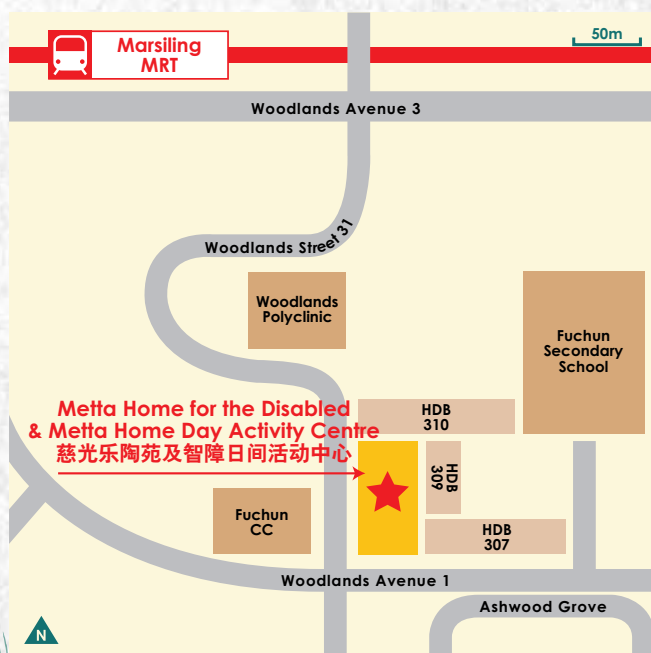 Marsiling
MRT
50m
Woodlands Avenue 3
Woodlands Street 31
Woodlands
Polyclinic
Fuchun
Secondary
School
Metta Home for the Disabled
& Metta Home Day Activity Centre
慈光乐陶苑及智障日间活动中心
HDB
310
HDB
309
Fuchun
CC
HDB
307
Woodlands Avenue 1
Ashwood Grove
N